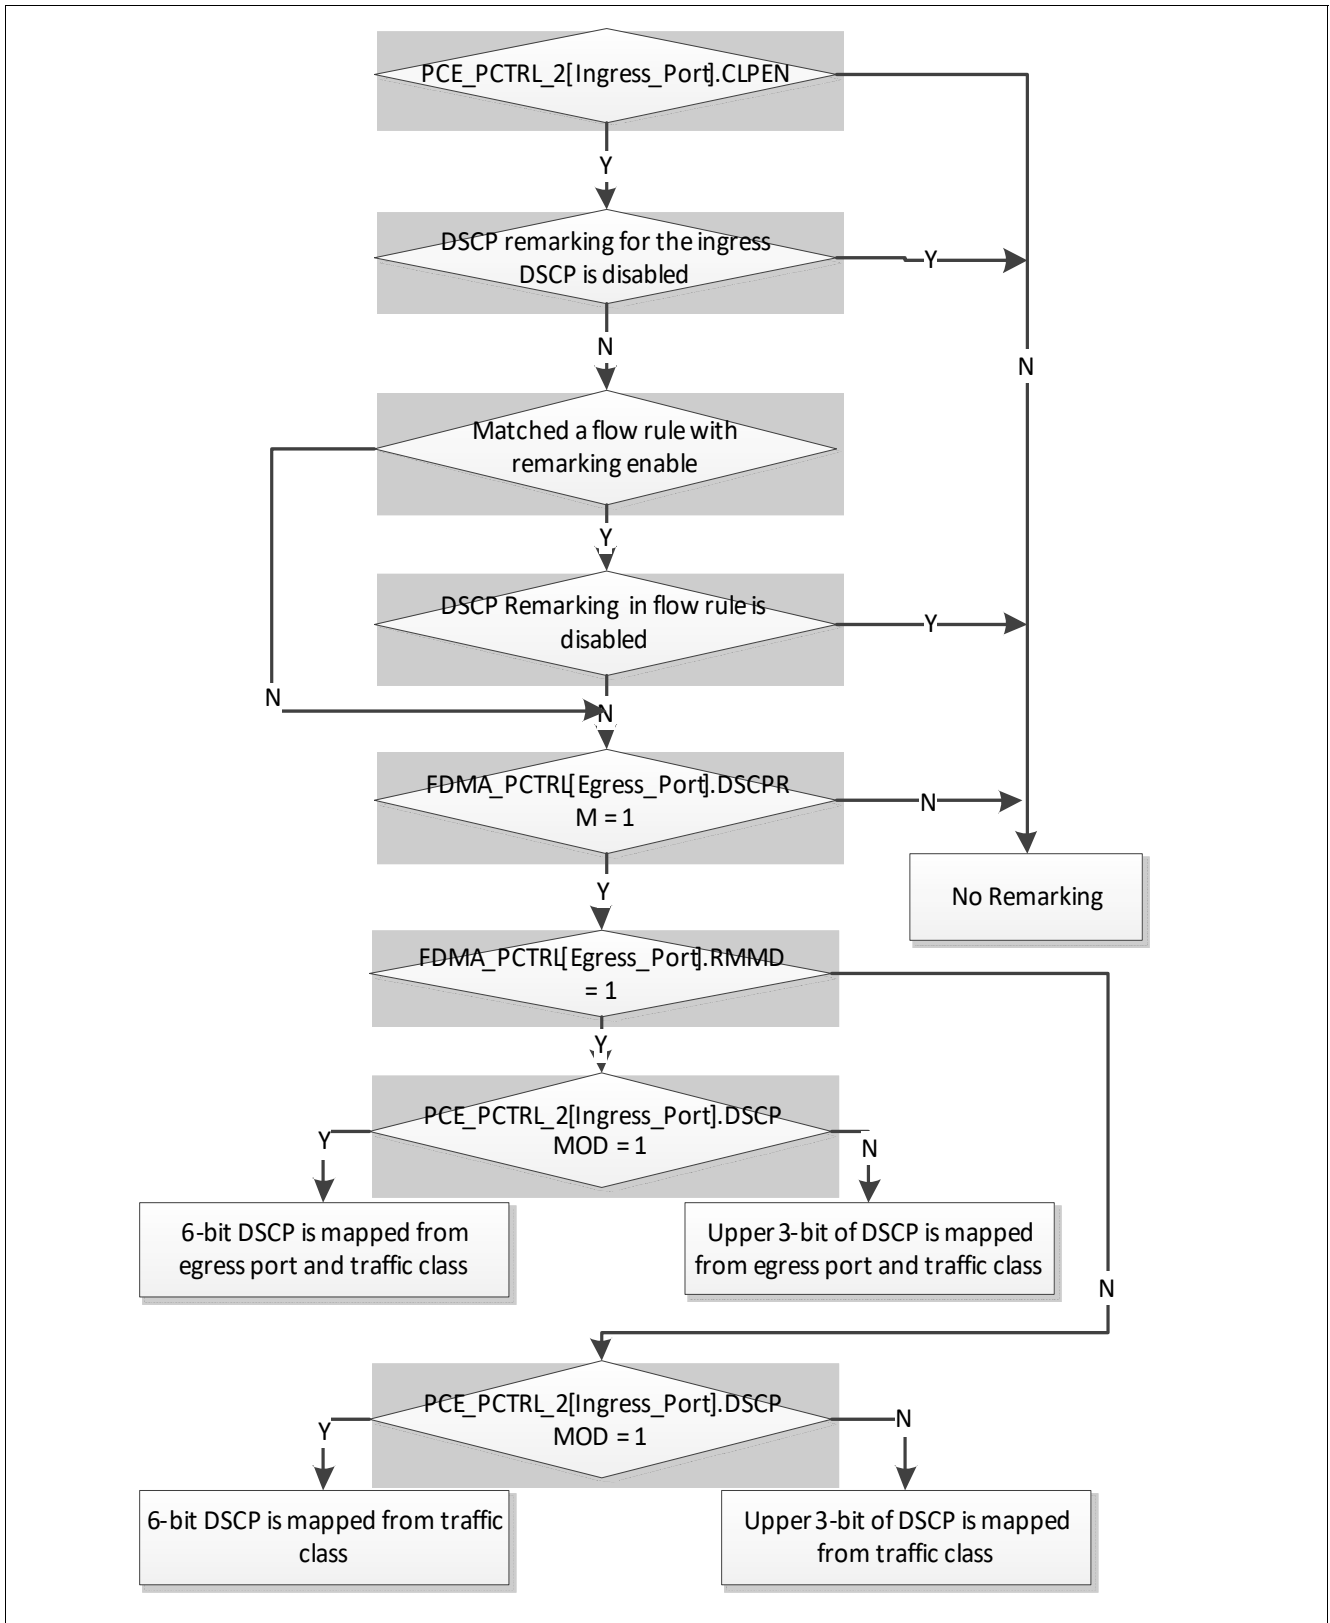 PCE_PCTRL_2[Ingress_Port].CLPEN
Y
DSCP remarking for the ingress
DSCP is disabled
Y
N
N
Matched a flow rule with
remarking enable
Y
DSCP Remarking in flow rule is
disabled
Y
N
N
FDMA_PCTRL[Egress_Port].DSCPR
M = 1
N
Y
No Remarking
FDMA_PCTRL[Egress_Port].RMMD
= 1
Y
PCE_PCTRL_2[Ingress_Port].DSCP
MOD = 1
Y
N
6-bit DSCP is mapped from
egress port and traffic class
Upper 3-bit of DSCP is mapped
from egress port and traffic class
N
PCE_PCTRL_2[Ingress_Port].DSCP
MOD = 1
Y
N
6-bit DSCP is mapped from traffic
class
Upper 3-bit of DSCP is mapped
from traffic class